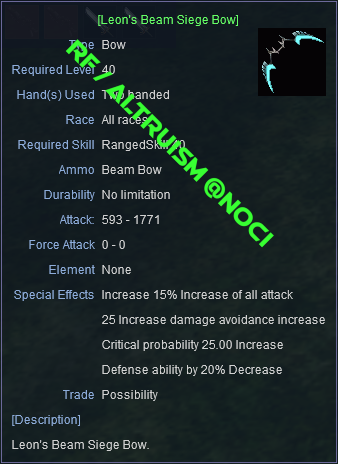 [Leon's Beam Siege Bow]
Type Bow
Required Level 40
Hand(s) Used Two handed
Race All races
Required Skill RangedSkill 40
Ammo Beam Bow
Durability No limitation
Attack: 593 - 1771
Force Attack 0 - 0
Element None
Special Effects Increase 15% Increase of all attack
25 Increase damage avoidance increase
Critical probability 25.00 Increase
Defense ability by 20% Decrease
Trade Possibility
[Description]
Leon's Beam Siege Bow.
RF / ALTRUISM @NOCI